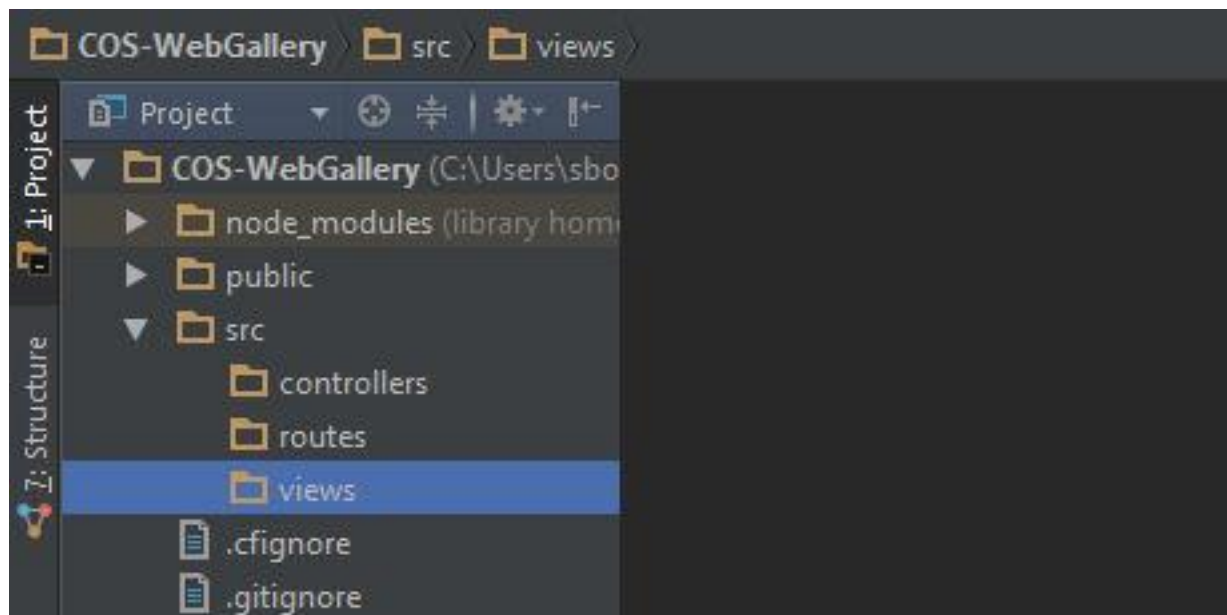 COS-WebGallery src views
1: Project
Project
COS-WebGallery (C:\Users\sbo
node_modules (library hom
public
src
controllers
routes
views
.cfignore
.gitignore
7: Structure